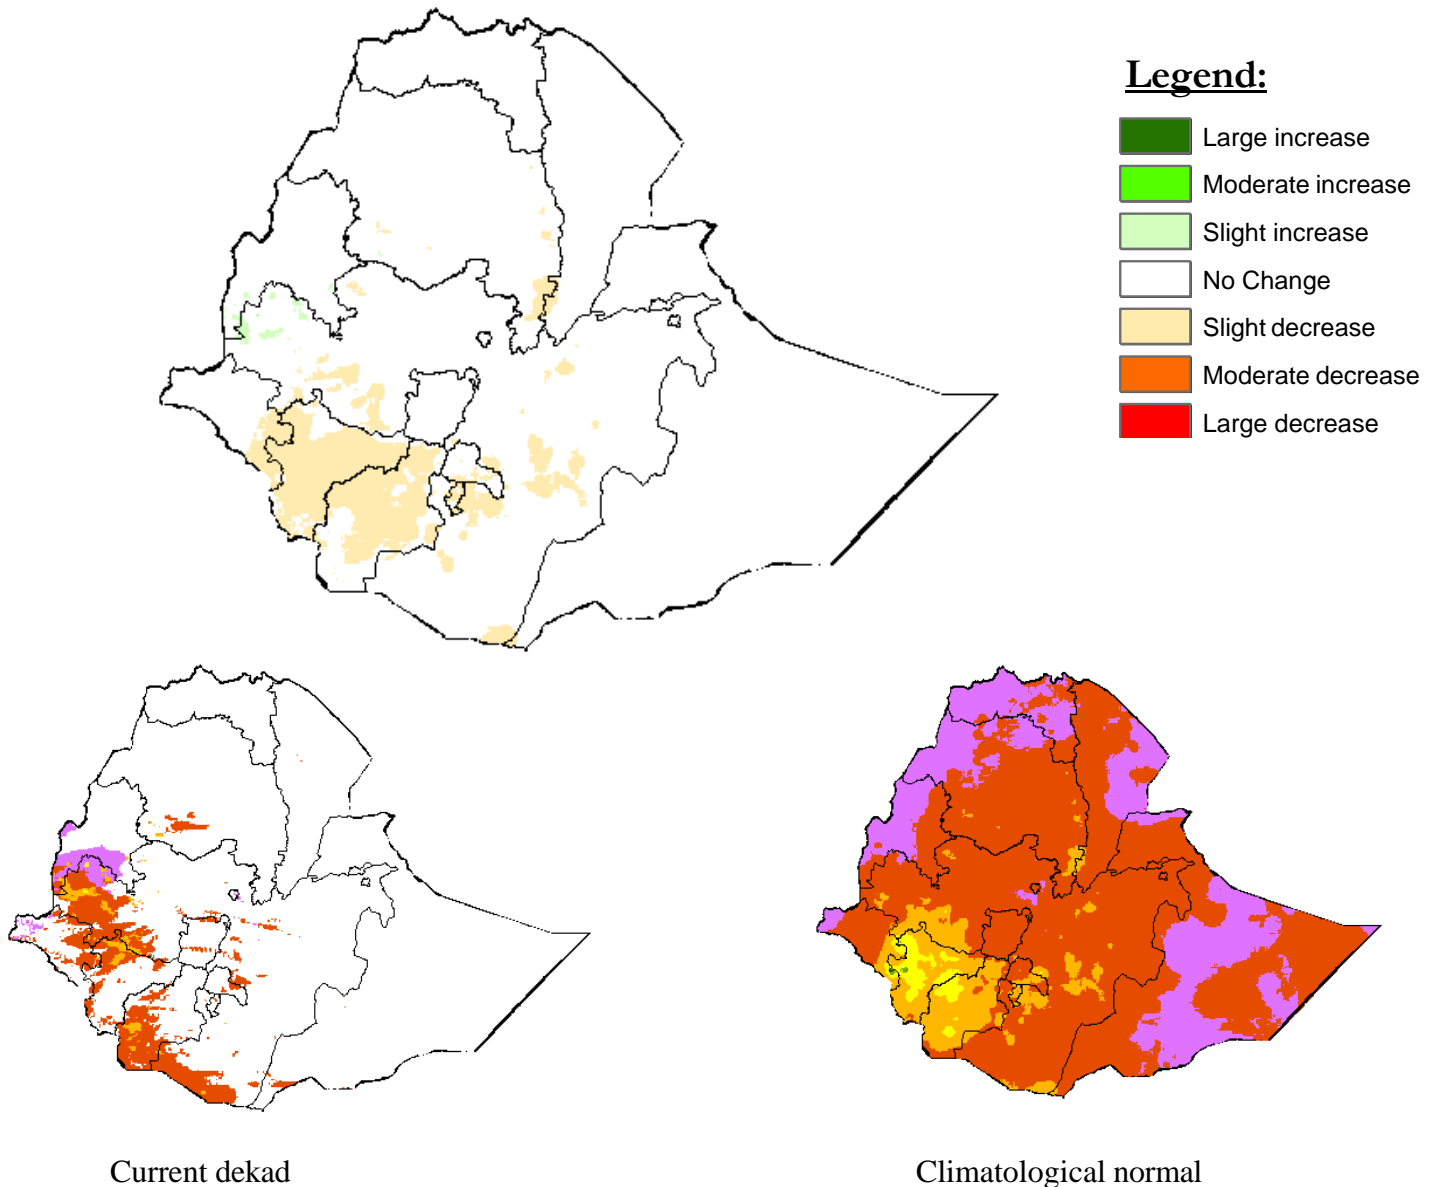 Legend:
Large increase
Moderate increase
Slight increase
No Change
Slight decrease
Moderate decrease
Large decrease
Current dekad
Climatological normal